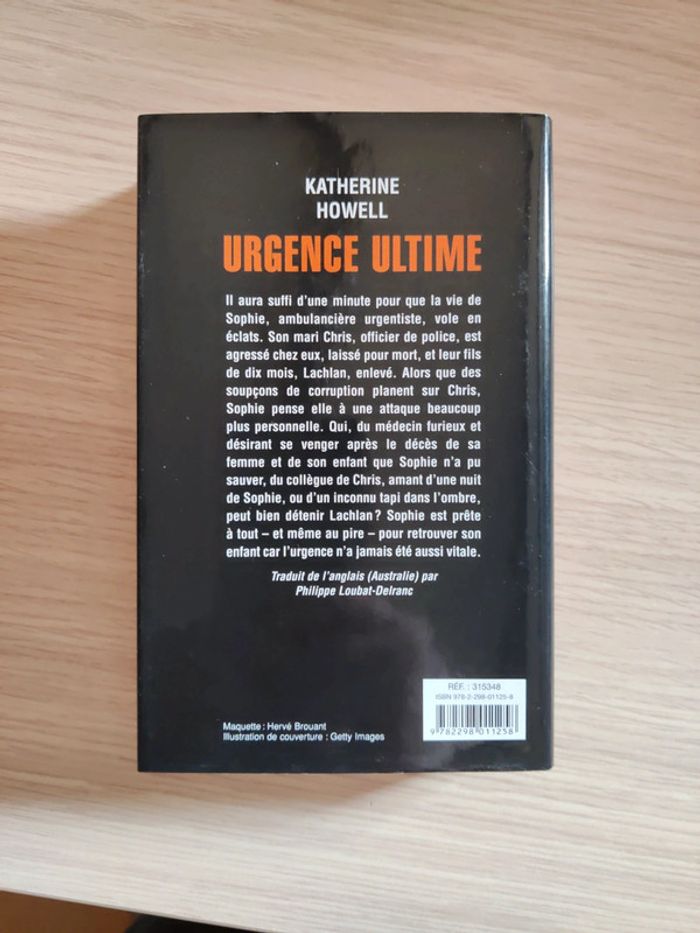 KATHERINE
HOWELL
URGENCE ULTIME
Il aura suffi d'une minute pour que la vie de
Sophie, ambulancière urgentiste, vole en
éclats. Son mari Chris, officier de police, est
agressé chez eux, laissé pour mort, et leur fils
de dix mois, Lachlan, enlevé. Alors que des
soupçons de corruption planent sur Chris,
Sophie pense elle à une attaque beaucoup
plus personnelle. Qui, du médecin furieux et
désirant se venger après le décès de sa
femme et de son enfant que Sophie n'a pu
sauver, du collègue de Chris, amant d'une nuit
de Sophie, ou d'un inconnu tapi dans l'ombre,
peut bien détenir Lachlan ? Sophie est prête
à tout – et même au pire – pour retrouver son
enfant car l'urgence n'a jamais été aussi vitale.
Traduit de l'anglais (Australie) par
Philippe Loubat-Delranc
RÉF. : 315348
ISBN 978-2-298-01125-8
9 782298 011258
Maquette : Hervé Brouant
Illustration de couverture : Getty Images